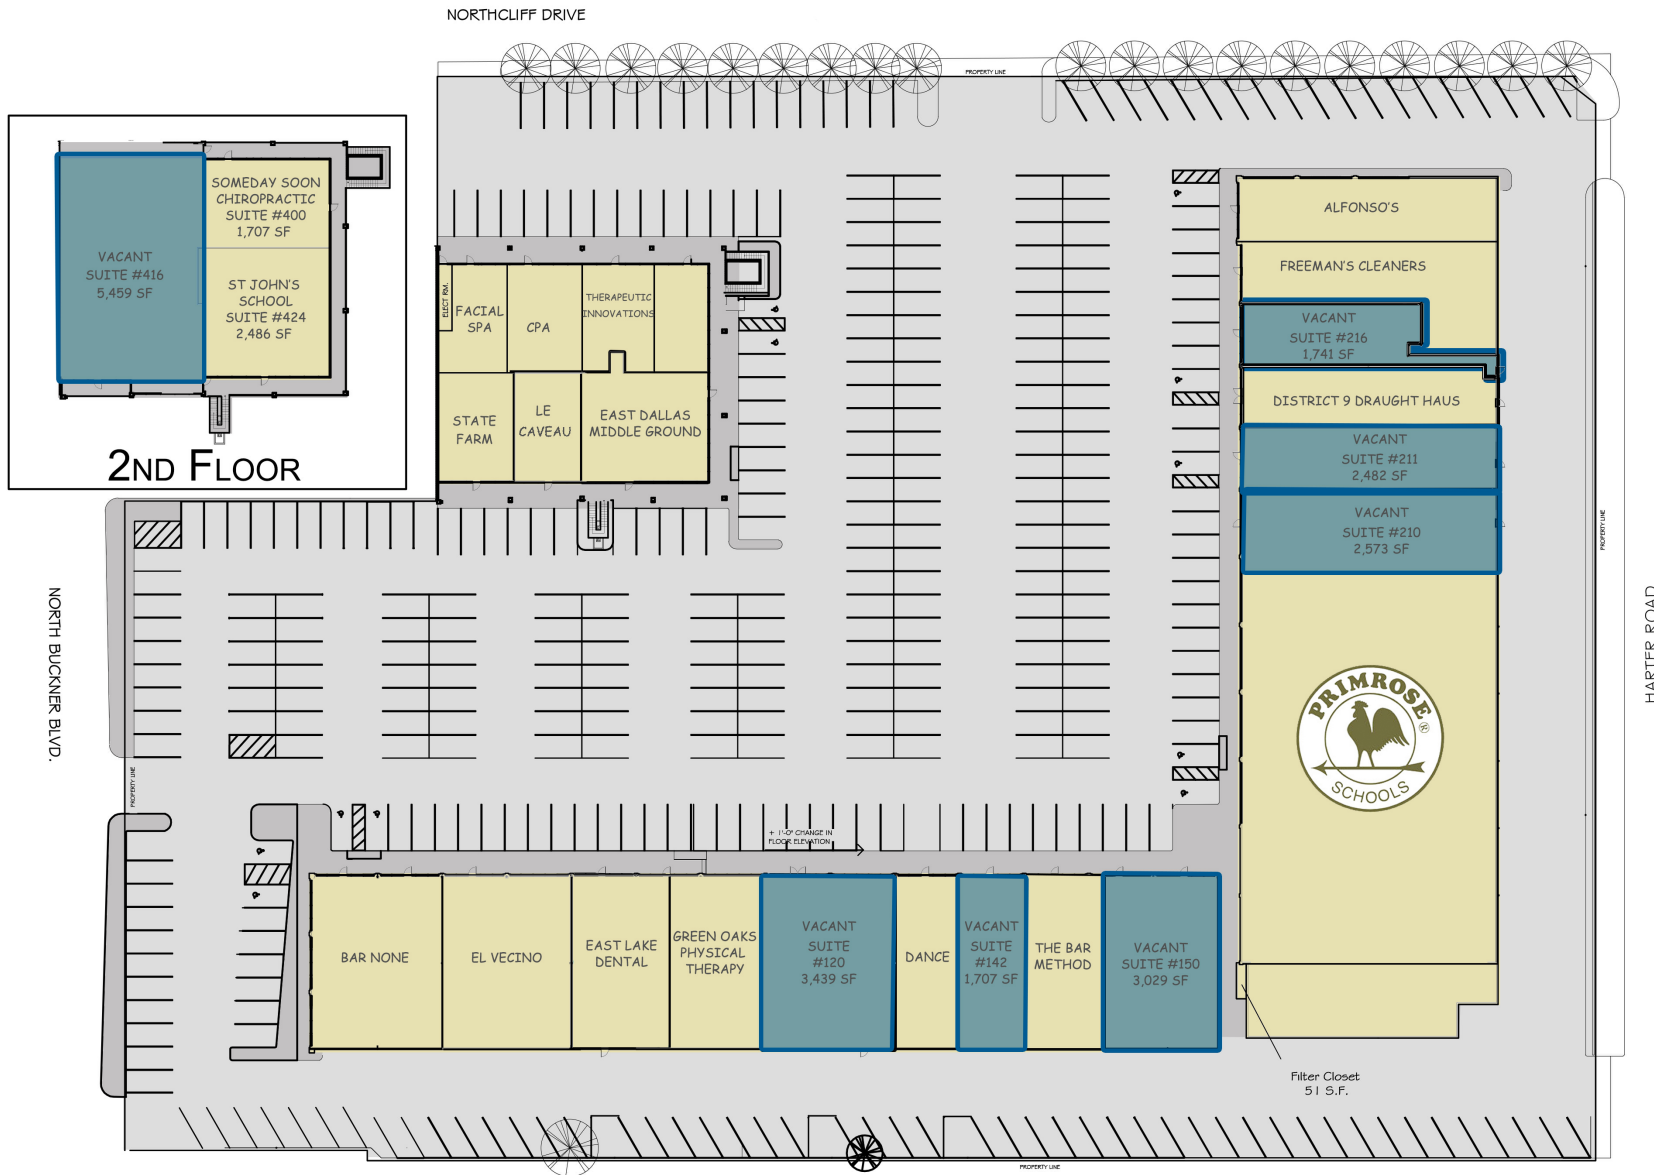 NORTHCLIFF DRIVE
PROPERTY LINE
VACANT
SUITE #416
5,459 SF
SOMEDAY SOON
CHIROPRACTIC
SUITE #400
1,707 SF
ST JOHN'S
SCHOOL
SUITE #424
2,486 SF
2ND FLOOR
ELECT RM.
FACIAL
SPA
CPA
THERAPEUTIC
INNOVATIONS
STATE
FARM
LE
CAVEAU
EAST DALLAS
MIDDLE GROUND
ALFONSO'S
FREEMAN'S CLEANERS
VACANT
SUITE #216
1,741 SF
DISTRICT 9 DRAUGHT HAUS
VACANT
SUITE #211
2,482 SF
VACANT
SUITE #210
2,573 SF
PROPERTY LINE
HARTER ROAD
NORTH BUCKNER BLVD.
PROPERTY LINE
PRIMROSE®
SCHOOLS
+ 1'-0" CHANGE IN
FLOOR ELEVATION
BAR NONE
EL VECINO
EAST LAKE
DENTAL
GREEN OAKS
PHYSICAL
THERAPY
VACANT
SUITE
#120
3,439 SF
DANCE
VACANT
SUITE
#142
1,707 SF
THE BAR
METHOD
VACANT
SUITE #150
3,029 SF
Filter Closet
51 S.F.
PROPERTY LINE